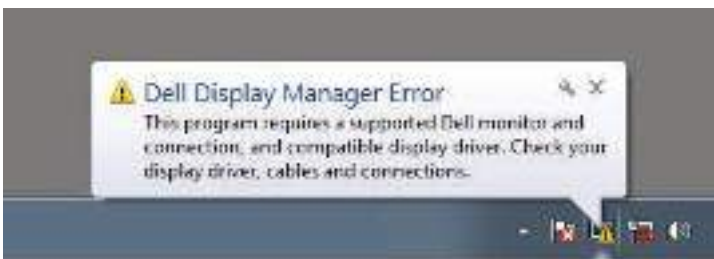 Dell Display Manager Error
This program requires a supported Dell monitor and
connection, and compatible display driver. Check your
display driver, cables and connections.